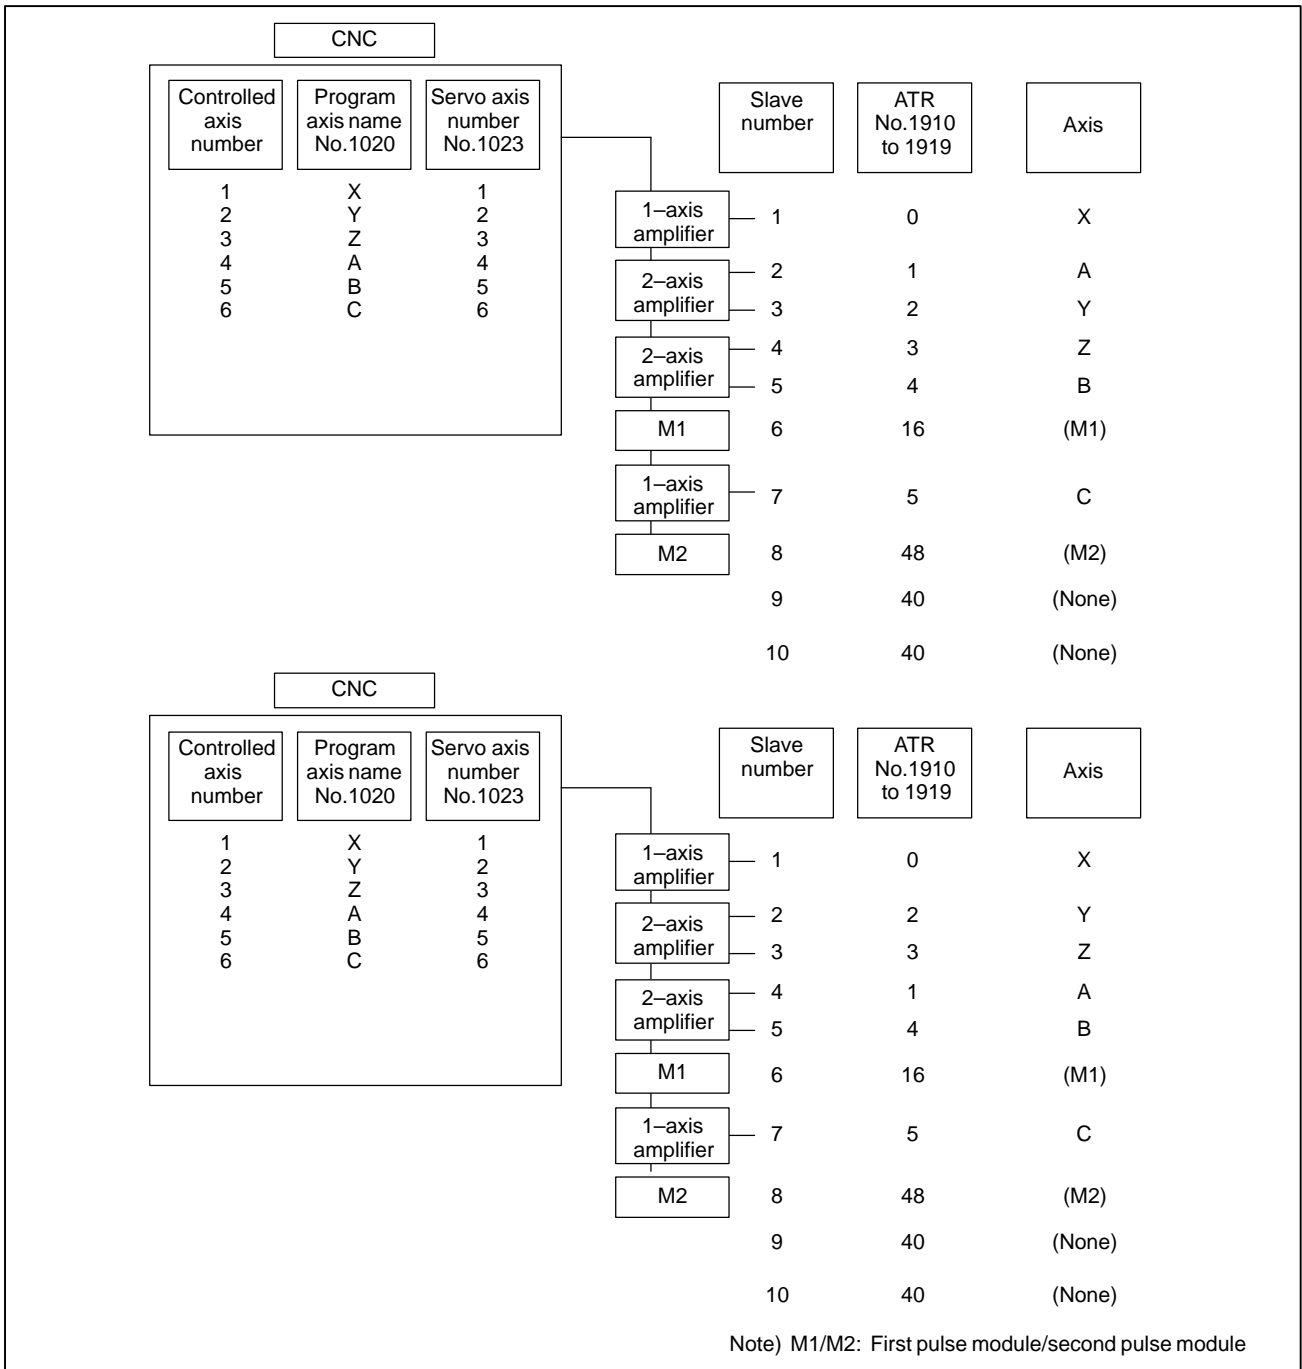 CNC
Controlled axis number
Program axis name No.1020
Servo axis number No.1023
1 X 1
2 Y 2
3 Z 3
4 A 4
5 B 5
6 C 6
Slave number
ATR No.1910 to 1919
Axis
1–axis amplifier 1 0 X
2–axis amplifier
2 1 A
3 2 Y
2–axis amplifier
4 3 Z
5 4 B
M1 6 16 (M1)
1–axis amplifier 7 5 C
M2 8 48 (M2)
9 40 (None)
10 40 (None)
CNC
Controlled axis number
Program axis name No.1020
Servo axis number No.1023
1 X 1
2 Y 2
3 Z 3
4 A 4
5 B 5
6 C 6
Slave number
ATR No.1910 to 1919
Axis
1–axis amplifier 1 0 X
2–axis amplifier
2 2 Y
3 3 Z
2–axis amplifier
4 1 A
5 4 B
M1 6 16 (M1)
1–axis amplifier 7 5 C
M2 8 48 (M2)
9 40 (None)
10 40 (None)
Note) M1/M2: First pulse module/second pulse module